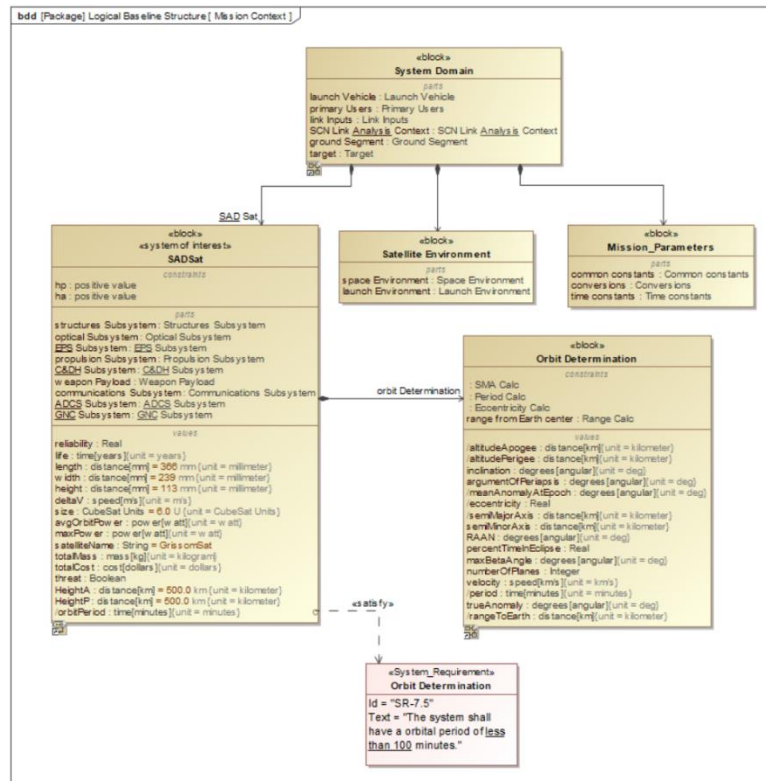 bdd [Package] Logical Baseline Structure [ Mission Context ]
«block»
System Domain
parts
launch Vehicle : Launch Vehicle
primary Users : Primary Users
link Inputs : Link Inputs
SCN Link Analysis Context : SCN Link Analysis Context
ground Segment : Ground Segment
target : Target
SAD Sat
«block»
«system of interest»
SADSat
constraints
hp : positive value
ha : positive value
parts
structures Subsystem : Structures Subsystem
optical Subsystem : Optical Subsystem
EPS Subsystem : EPS Subsystem
propulsion Subsystem : Propulsion Subsystem
C&DH Subsystem : C&DH Subsystem
weapon Payload : Weapon Payload
communications Subsystem : Communications Subsystem
ADCS Subsystem : ADCS Subsystem
GNC Subsystem : GNC Subsystem
values
reliability : Real
life : time[years]{unit = years}
length : distance[mm] = 366 mm{unit = millimeter}
width : distance[mm] = 239 mm{unit = millimeter}
height : distance[mm] = 113 mm{unit = millimeter}
deltaV : speed[m/s]{unit = m/s}
size : CubeSat Units = 6.0 U{unit = CubeSat Units}
avgOrbitPower : power[watt]{unit = watt}
maxPower : power[watt]{unit = watt}
satelliteName : String = GrissomSat
totalMass : mass[kg]{unit = kilogram}
totalCost : cost[dollars]{unit = dollars}
threat : Boolean
HeightA : distance[km] = 500.0 km{unit = kilometer}
HeightP : distance[km] = 500.0 km{unit = kilometer}
/orbitPeriod : time[minutes]{unit = minutes}
«block»
Satellite Environment
parts
space Environment : Space Environment
launch Environment : Launch Environment
«block»
Mission_Parameters
parts
common constants : Common constants
conversions : Conversions
time constants : Time constants
orbit Determination
«block»
Orbit Determination
constraints
: SMA Calc
: Period Calc
: Eccentricity Calc
range from Earth center : Range Calc
values
/altitudeApogee : distance[km]{unit = kilometer}
/altitudePerigee : distance[km]{unit = kilometer}
inclination : degrees[angular]{unit = deg}
argumentOfPeriapsis : degrees[angular]{unit = deg}
/meanAnomalyAtEpoch : degrees[angular]{unit = deg}
/eccentricity : Real
/semiMajorAxis : distance[km]{unit = kilometer}
semiMinorAxis : distance[km]{unit = kilometer}
RAAN : degrees[angular]{unit = deg}
percentTimeInEclipse : Real
maxBetaAngle : degrees[angular]{unit = deg}
numberOfPlanes : Integer
velocity : speed[km/s]{unit = km/s}
/period : time[minutes]{unit = minutes}
trueAnomaly : degrees[angular]{unit = deg}
/rangeToEarth : distance[km]{unit = kilometer}
«satisfy»
«System_Requirement»
Orbit Determination
Id = "SR-7.5"
Text = "The system shall
have a orbital period of less
than 100 minutes."